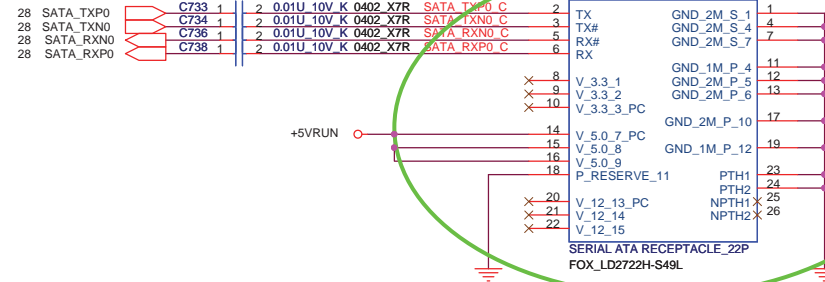 28 SATA_TXP0 C733 1 2 0.01U_10V_K 0402_X7R SATA_TXP0_C 2 TX GND_2M_S_1 1
28 SATA_TXN0 C734 1 2 0.01U_10V_K 0402_X7R SATA_TXN0_C 3 TX# GND_2M_S_4 4
28 SATA_RXN0 C736 1 2 0.01U_10V_K 0402_X7R SATA_RXN0_C 5 RX# GND_2M_S_7 7
28 SATA_RXP0 C738 1 2 0.01U_10V_K 0402_X7R SATA_RXP0_C 6 RX
GND_1M_P_4 11
8 V_3.3_1 GND_2M_P_5 12
9 V_3.3_2 GND_2M_P_6 13
10 V_3.3_3_PC
GND_2M_P_10 17
+5VRUN 14 V_5.0_7_PC
15 V_5.0_8 GND_1M_P_12 19
16 V_5.0_9
18 P_RESERVE_11 PTH1 23
PTH2 24
20 V_12_13_PC NPTH1 25
21 V_12_14 NPTH2 26
22 V_12_15
SERIAL ATA RECEPTACLE_22P
FOX_LD2722H-S49L